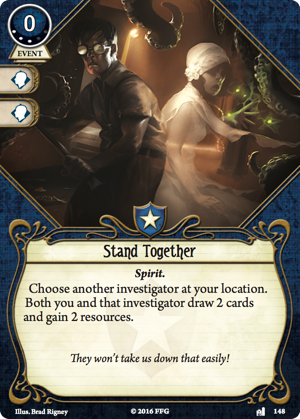 0
EVENT
Stand Together
Spirit.
Choose another investigator at your location.
Both you and that investigator draw 2 cards
and gain 2 resources.
They won't take us down that easily!
Illus. Brad Rigney
© 2016 FFG
148